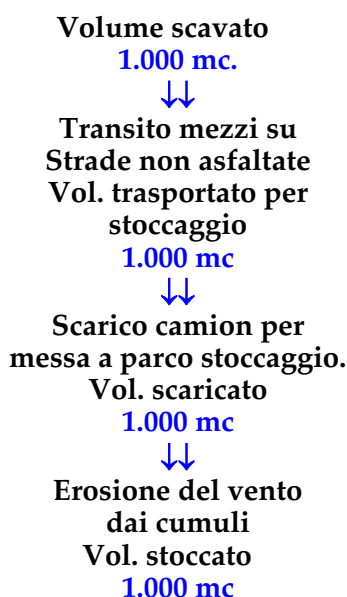 Volume scavato
1.000 mc.
↓↓
Transito mezzi su
Strade non asfaltate
Vol. trasportato per
stoccaggio
1.000 mc
↓↓
Scarico camion per
messa a parco stoccaggio.
Vol. scaricato
1.000 mc
↓↓
Erosione del vento
dai cumuli
Vol. stoccato
1.000 mc